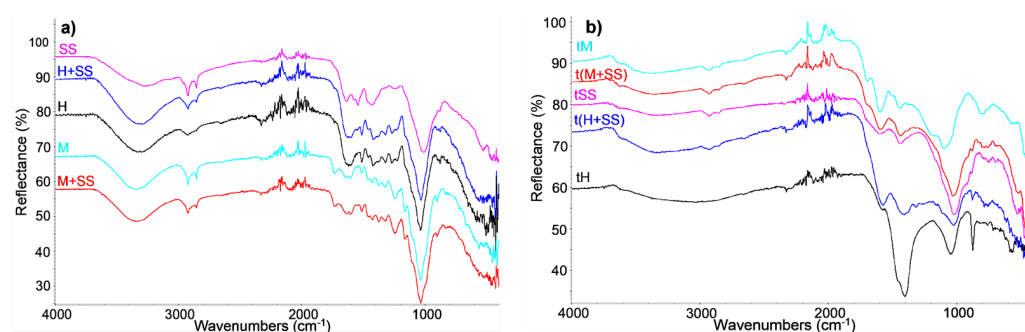 a)
SS
H+SS
H
M
M+SS
100
90
80
70
60
50
40
30
Reflectance (%)
4000 3000 2000 1000
Wavenumbers (cm-1)
b)
tM
t(M+SS)
tSS
t(H+SS)
tH
100
90
80
70
60
50
40
Reflectance (%)
4000 3000 2000 1000
Wavenumbers (cm-1)